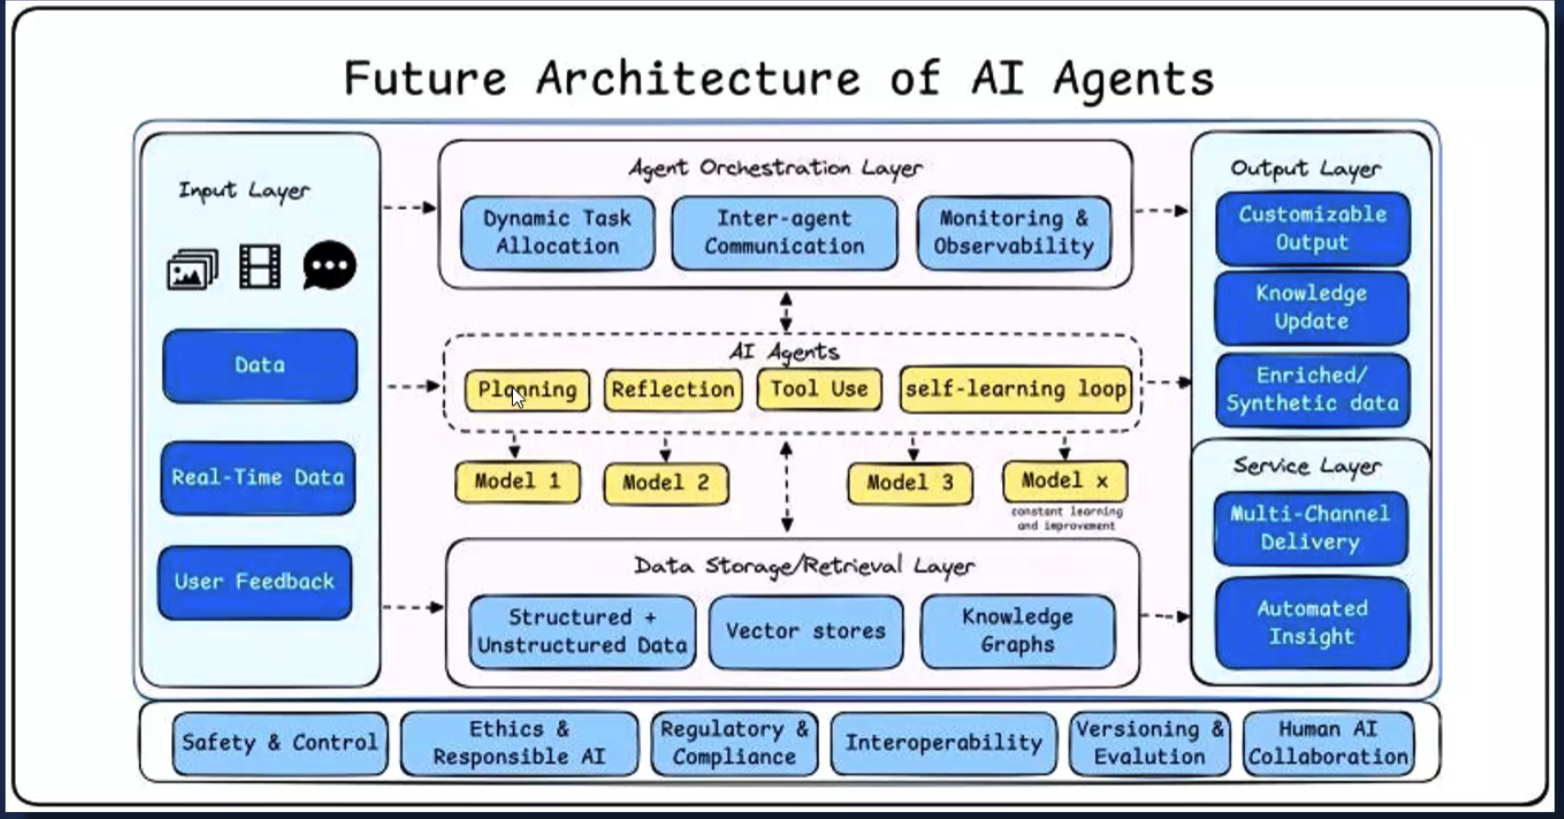 Future Architecture of AI Agents
Input Layer
Data
Real-Time Data
User Feedback
Agent Orchestration Layer
Dynamic Task
Allocation
Inter-agent
Communication
Monitoring &
Observability
AI Agents
Planning
Reflection
Tool Use
self-learning loop
Model 1
Model 2
Model 3
Model x
constant learning
and improvement
Data Storage/Retrieval Layer
Structured +
Unstructured Data
Vector stores
Knowledge
Graphs
Output Layer
Customizable
Output
Knowledge
Update
Enriched/
Synthetic data
Service Layer
Multi-Channel
Delivery
Automated
Insight
Safety & Control
Ethics &
Responsible AI
Regulatory &
Compliance
Interoperability
Versioning &
Evalution
Human AI
Collaboration